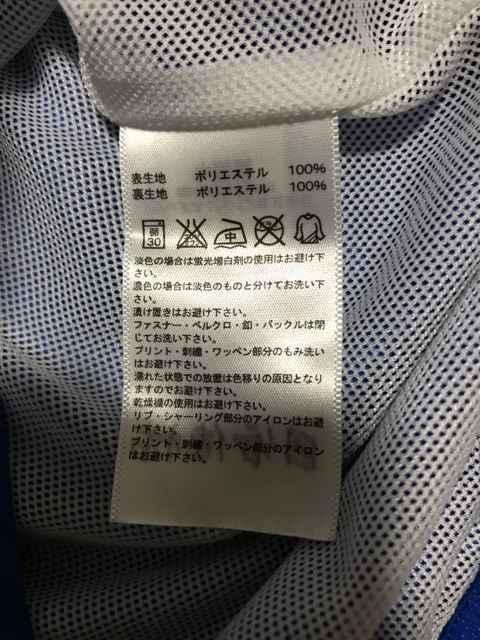 表生地 ポリエステル 100%
裏生地 ポリエステル 100%
弱 30 中
淡色の場合は蛍光増白剤の使用はお避け下
さい。
濃色の場合は淡色のものと分けてお洗い下
さい。
漬け置きはお避け下さい。
ファスナー・ベルクロ・釦・バックルは閉
じてお洗い下さい。
プリント・刺繍・ワッペン部分のもみ洗い
はお避け下さい。
濡れた状態での放置は色移りの原因となり
ますのでお避け下さい。
乾燥機の使用はお避け下さい。
リブ・シャーリング部分のアイロンはお避
け下さい。
プリント・刺繍・ワッペン部分のアイロン
はお避け下さい。